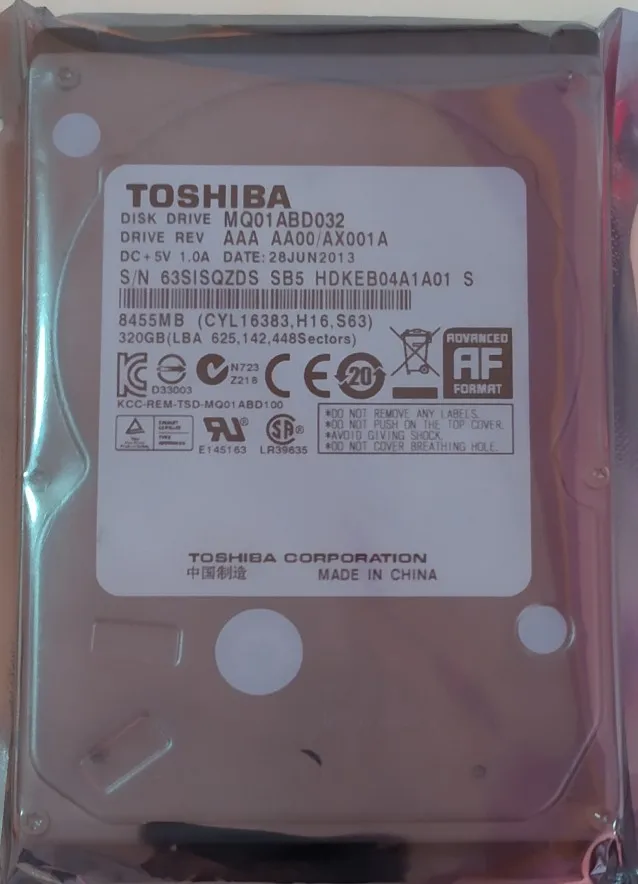 TOSHIBA
DISK DRIVE MQ01ABD032
DRIVE REV AAA AA00/AX001A
DC+5V 1.0A DATE:28JUN2013
S/N 63SISQZDS SB5 HDKEB04A1A01 S
8455MB (CYL16383,H16,S63)
320GB(LBA 625,142,448Sectors)
D33003
N723
Z218
CE
20
ADVANCED
AF
FORMAT
KCC-REM-TSD-MQ01ABD100
*DO NOT REMOVE ANY LABELS.
*DO NOT PUSH ON THE TOP COVER.
*AVOID GIVING SHOCK.
*DO NOT COVER BREATHING HOLE.
E145163
LR39635
TOSHIBA CORPORATION
中国制造 MADE IN CHINA